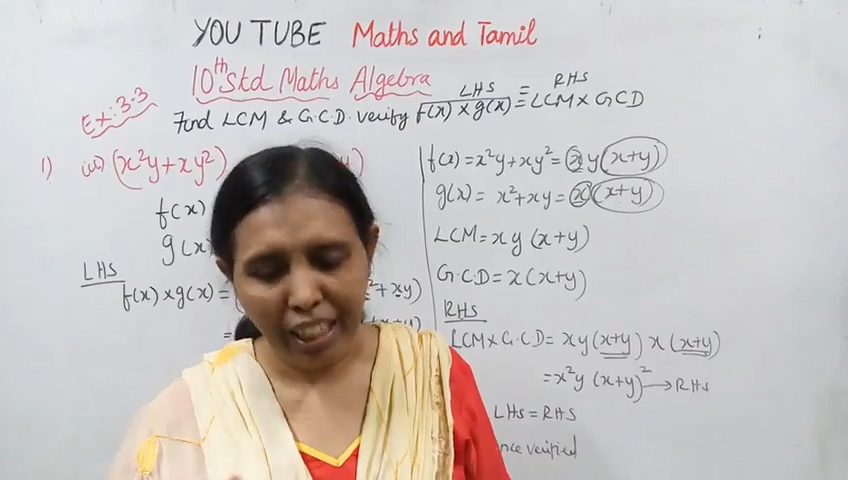 YOU TUBE Maths and Tamil
10th Std Maths Algebra
Ex: 3.3
LHS = RHS
Find LCM & G.C.D. verify f(x) × g(x) = LCM × GCD
1) (x²y + xy²)
f(x)
g(x)
LHS
f(x) × g(x) =
+ xy)
=
f(x) = x²y + xy² = xy (x+y)
g(x) = x² + xy = x (x+y)
LCM = xy (x+y)
G.C.D = x (x+y)
RHS
LCM × G.C.D = xy (x+y) x (x+y)
= x²y (x+y)² → RHS
LHS = RHS
verified